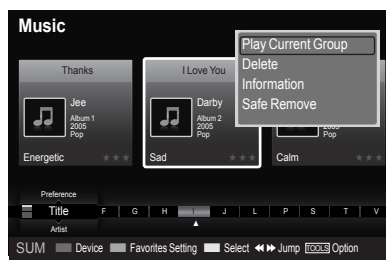 Music
Play Current Group
Delete
Information
Safe Remove
Thanks
I Love You
Jee
Album 1
2005
Pop
Darby
Album 2
2005
Pop
2005
Pop
Energetic
Sad
Calm
Preference
Title F G H I J L P S T V
Artist
SUM Device Favorites Setting Select Jump TOOLS Option